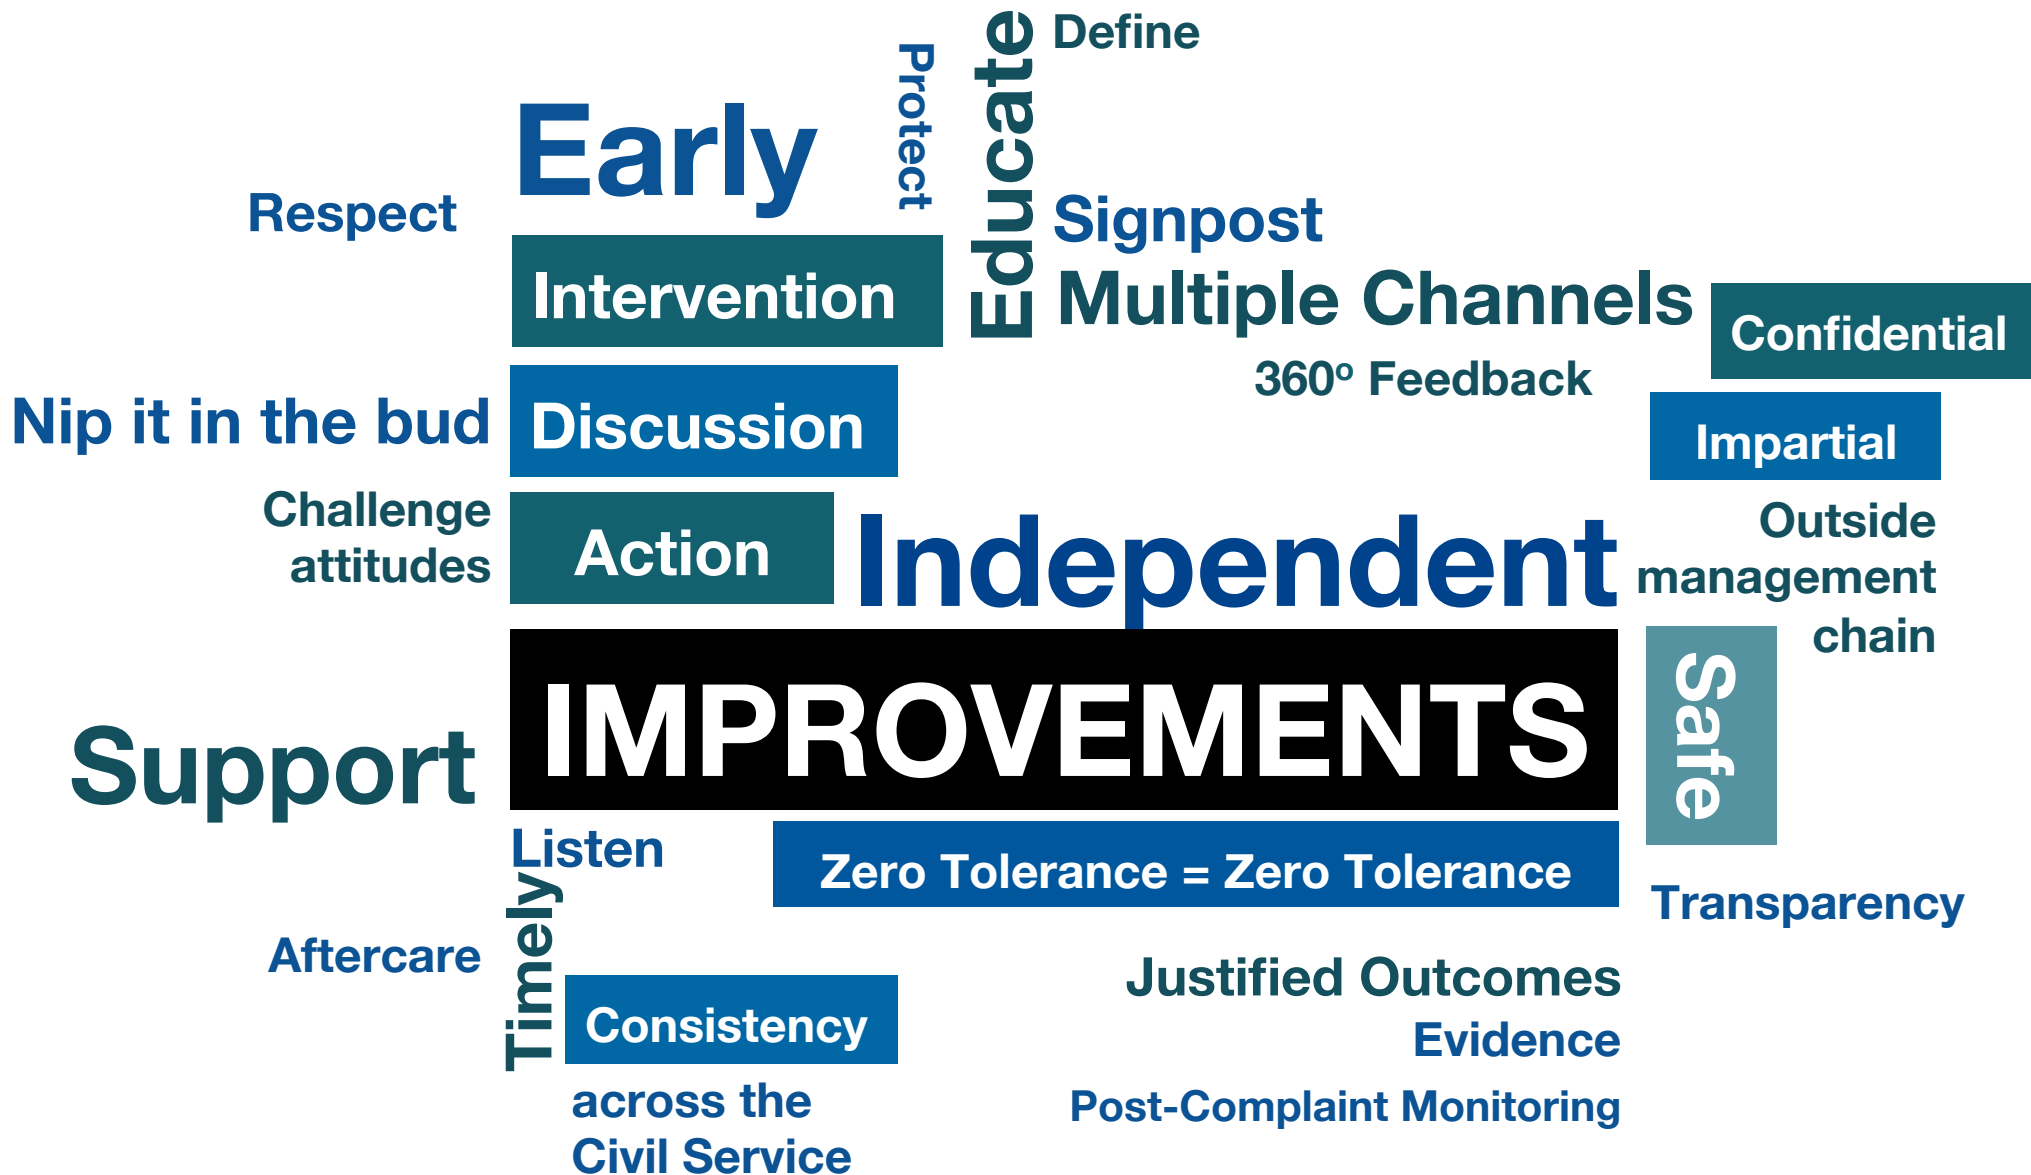 Define
Educate
Protect
Early
Respect
Signpost
Intervention
Multiple Channels
Confidential
360º Feedback
Nip it in the bud
Discussion
Impartial
Challenge
attitudes
Action
Independent
Outside
management
chain
IMPROVEMENTS
Safe
Support
Listen
Zero Tolerance = Zero Tolerance
Timely
Transparency
Aftercare
Justified Outcomes
Consistency
across the
Civil Service
Evidence
Post-Complaint Monitoring